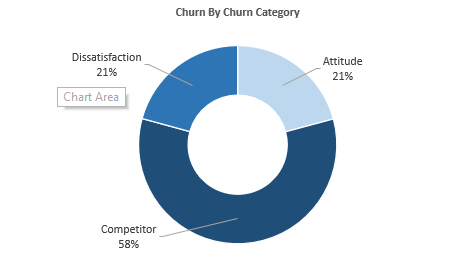 Churn By Churn Category
Dissatisfaction
21%
Attitude
21%
Chart Area
Competitor
58%